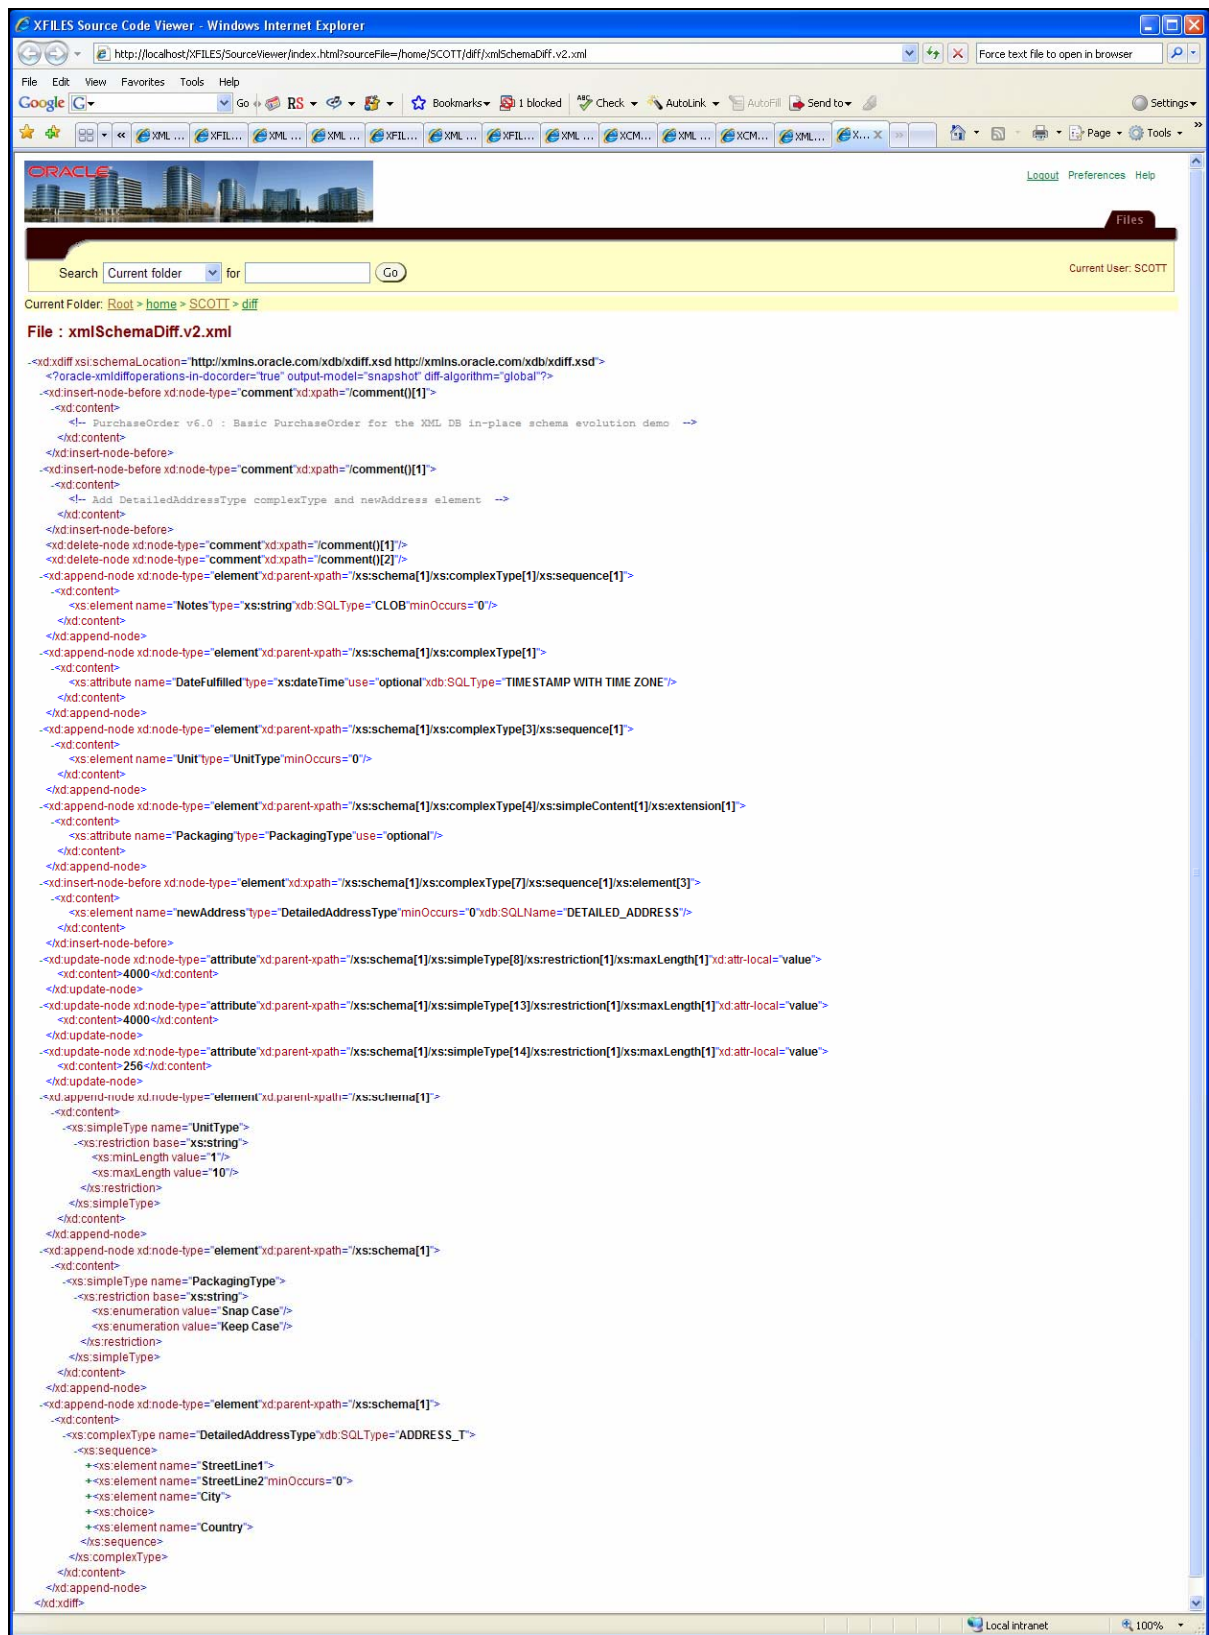 XFILES Source Code Viewer - Windows Internet Explorer
http://localhost/XFILES/SourceViewer/index.html?sourceFile=/home/SCOTT/diff/xmlSchemaDiff.v2.xml
Force text file to open in browser
File Edit View Favorites Tools Help
Google G Go RS Bookmarks 1 blocked ABC Check AutoLink AutoFill Send to Settings
XML ... XFIL... XML ... XML ... XFIL... XML ... XFIL... XML ... XCM... XML ... XCM... XML... X... X Page Tools
ORACLE
Logout Preferences Help
Files
Search Current folder for Go
Current User: SCOTT
Current Folder: Root > home > SCOTT > diff
File : xmlSchemaDiff.v2.xml
-<xd:xdiff xsi:schemaLocation="http://xmlns.oracle.com/xdb/xdiff.xsd http://xmlns.oracle.com/xdb/xdiff.xsd">
<?oracle-xmldiffoperations-in-docorder="true" output-model="snapshot" diff-algorithm="global"?>
-<xd:insert-node-before xd:node-type="comment"xd:xpath="/comment()[1]">
-<xd:content>
<!-- PurchaseOrder v6.0 : Basic PurchaseOrder for the XML DB in-place schema evolution demo -->
</xd:content>
</xd:insert-node-before>
-<xd:insert-node-before xd:node-type="comment"xd:xpath="/comment()[1]">
-<xd:content>
<!-- Add DetailedAddressType complexType and newAddress element -->
</xd:content>
</xd:insert-node-before>
<xd:delete-node xd:node-type="comment"xd:xpath="/comment()[1]"/>
<xd:delete-node xd:node-type="comment"xd:xpath="/comment()[2]"/>
-<xd:append-node xd:node-type="element"xd:parent-xpath="/xs:schema[1]/xs:complexType[1]/xs:sequence[1]">
-<xd:content>
<xs:element name="Notes"type="xs:string"xdb:SQLType="CLOB"minOccurs="0"/>
</xd:content>
</xd:append-node>
-<xd:append-node xd:node-type="element"xd:parent-xpath="/xs:schema[1]/xs:complexType[1]">
-<xd:content>
<xs:attribute name="DateFulfilled"type="xs:dateTime"use="optional"xdb:SQLType="TIMESTAMP WITH TIME ZONE"/>
</xd:content>
</xd:append-node>
-<xd:append-node xd:node-type="element"xd:parent-xpath="/xs:schema[1]/xs:complexType[3]/xs:sequence[1]">
-<xd:content>
<xs:element name="Unit"type="UnitType"minOccurs="0"/>
</xd:content>
</xd:append-node>
-<xd:append-node xd:node-type="element"xd:parent-xpath="/xs:schema[1]/xs:complexType[4]/xs:simpleContent[1]/xs:extension[1]">
-<xd:content>
<xs:attribute name="Packaging"type="PackagingType"use="optional"/>
</xd:content>
</xd:append-node>
-<xd:insert-node-before xd:node-type="element"xd:xpath="/xs:schema[1]/xs:complexType[7]/xs:sequence[1]/xs:element[3]">
-<xd:content>
<xs:element name="newAddress"type="DetailedAddressType"minOccurs="0"xdb:SQLName="DETAILED_ADDRESS"/>
</xd:content>
</xd:insert-node-before>
-<xd:update-node xd:node-type="attribute"xd:parent-xpath="/xs:schema[1]/xs:simpleType[8]/xs:restriction[1]/xs:maxLength[1]"xd:attr-local="value">
<xd:content>4000</xd:content>
</xd:update-node>
-<xd:update-node xd:node-type="attribute"xd:parent-xpath="/xs:schema[1]/xs:simpleType[13]/xs:restriction[1]/xs:maxLength[1]"xd:attr-local="value">
<xd:content>4000</xd:content>
</xd:update-node>
-<xd:update-node xd:node-type="attribute"xd:parent-xpath="/xs:schema[1]/xs:simpleType[14]/xs:restriction[1]/xs:maxLength[1]"xd:attr-local="value">
<xd:content>256</xd:content>
</xd:update-node>
-<xd:append-node xd:node-type="element"xd:parent-xpath="/xs:schema[1]">
-<xd:content>
-<xs:simpleType name="UnitType">
-<xs:restriction base="xs:string">
<xs:minLength value="1"/>
<xs:maxLength value="10"/>
</xs:restriction>
</xs:simpleType>
</xd:content>
</xd:append-node>
-<xd:append-node xd:node-type="element"xd:parent-xpath="/xs:schema[1]">
-<xd:content>
-<xs:simpleType name="PackagingType">
-<xs:restriction base="xs:string">
<xs:enumeration value="Snap Case"/>
<xs:enumeration value="Keep Case"/>
</xs:restriction>
</xs:simpleType>
</xd:content>
</xd:append-node>
-<xd:append-node xd:node-type="element"xd:parent-xpath="/xs:schema[1]">
-<xd:content>
-<xs:complexType name="DetailedAddressType"xdb:SQLType="ADDRESS_T">
-<xs:sequence>
+<xs:element name="StreetLine1">
+<xs:element name="StreetLine2"minOccurs="0">
+<xs:element name="City">
+<xs:choice>
+<xs:element name="Country">
</xs:sequence>
</xs:complexType>
</xd:content>
</xd:append-node>
</xd:xdiff>
Local intranet 100%